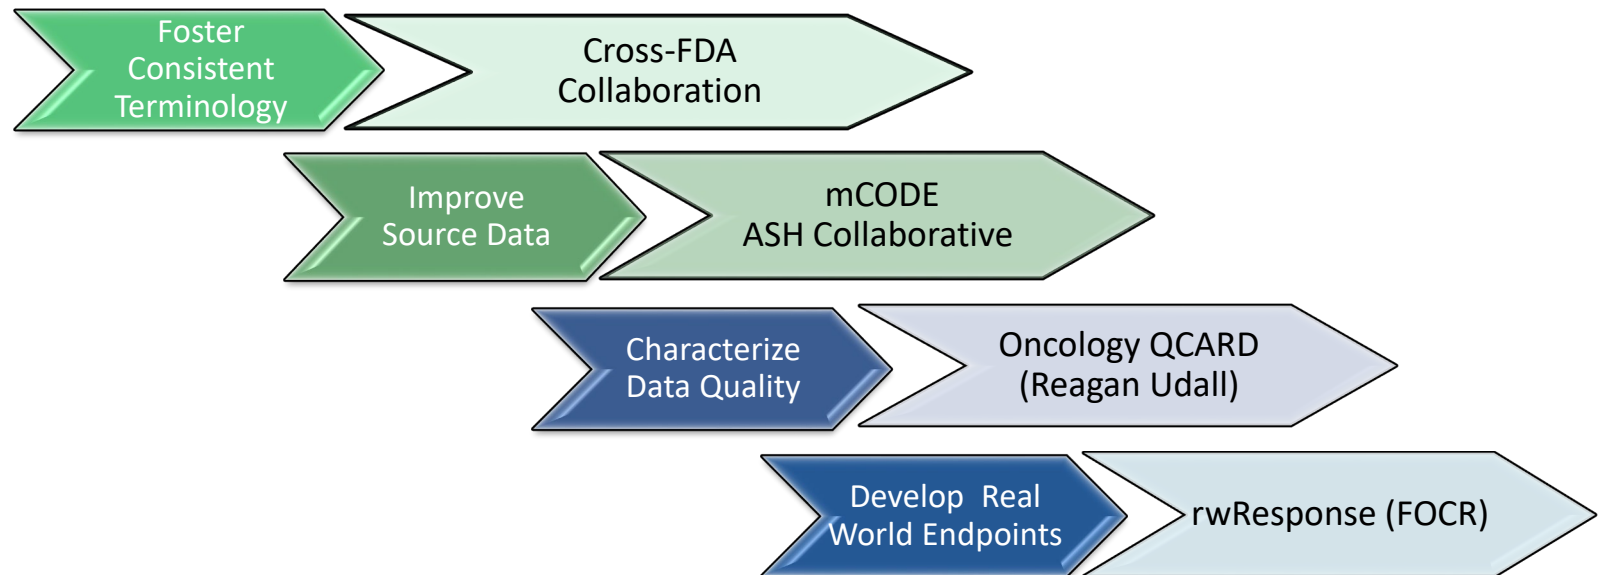 Foster
Consistent
Terminology
Cross-FDA
Collaboration
Improve
Source Data
mCODE
ASH Collaborative
Characterize
Data Quality
Oncology QCARD
(Reagan Udall)
Develop Real
World Endpoints
rwResponse (FOCR)